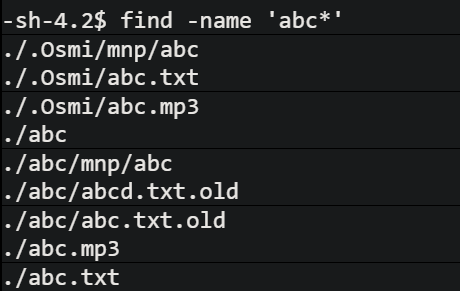 -sh-4.2$ find -name 'abc*'
./.Osmi/mnp/abc
./.Osmi/abc.txt
./.Osmi/abc.mp3
./abc
./abc/mnp/abc
./abc/abcd.txt.old
./abc/abc.txt.old
./abc.mp3
./abc.txt